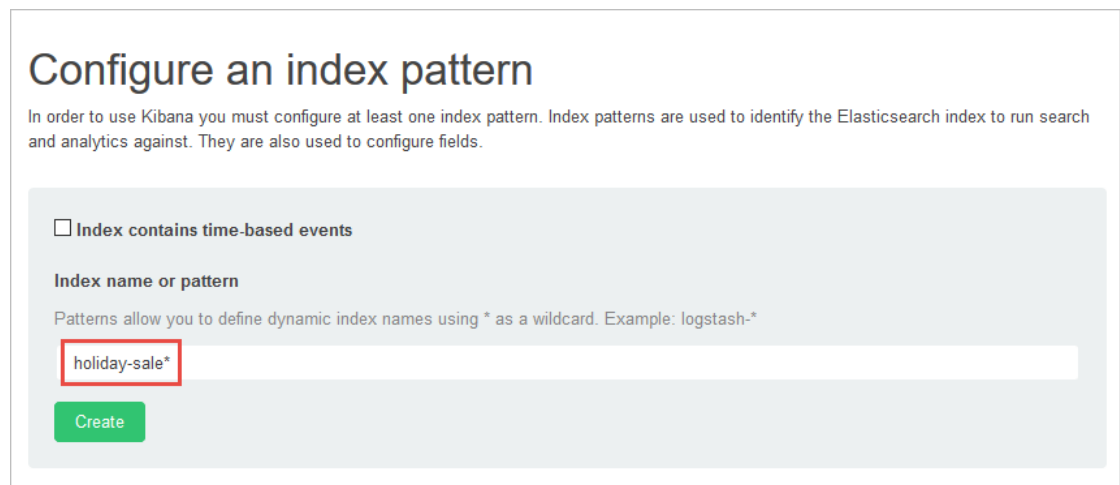 Configure an index pattern
In order to use Kibana you must configure at least one index pattern. Index patterns are used to identify the Elasticsearch index to run search
and analytics against. They are also used to configure fields.
Index contains time-based events
Index name or pattern
Patterns allow you to define dynamic index names using * as a wildcard. Example: logstash-*
holiday-sale*
Create